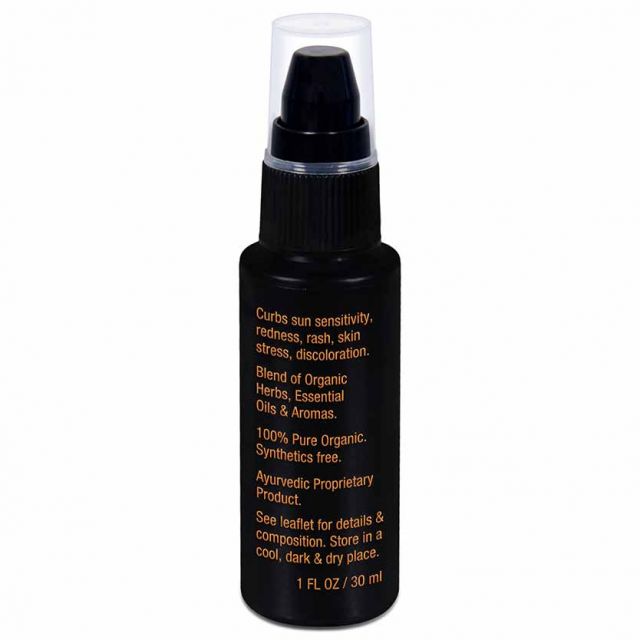 Curbs sun sensitivity,
redness, rash, skin
stress, discoloration.
Blend of Organic
Herbs, Essential
Oils & Aromas.
100% Pure Organic.
Synthetics free.
Ayurvedic Proprietary
Product.
See leaflet for details &
composition. Store in a
cool, dark & dry place.
1 FL OZ / 30 ml